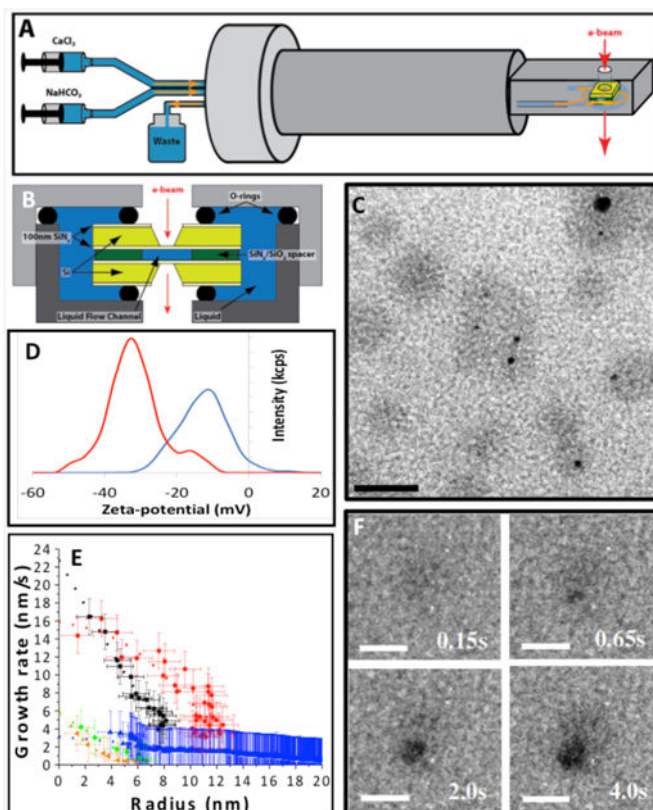 A
CaCl₂
NaHCO₃
Waste
e-beam
B
e-beam
O-rings
100nm SiNₓ
Si
SiNₓ/SiOₓ spacer
Liquid Flow Channel
Liquid
C
D
Intensity (kcps)
-60 -40 -20 0 20
Zeta-potential (mV)
E
Growth rate (nm/s)
24
22
20
18
16
14
12
10
8
6
4
2
0
0 2 4 6 8 10 12 14 16 18 20
Radius (nm)
F
0.15s
0.65s
2.0s
4.0s